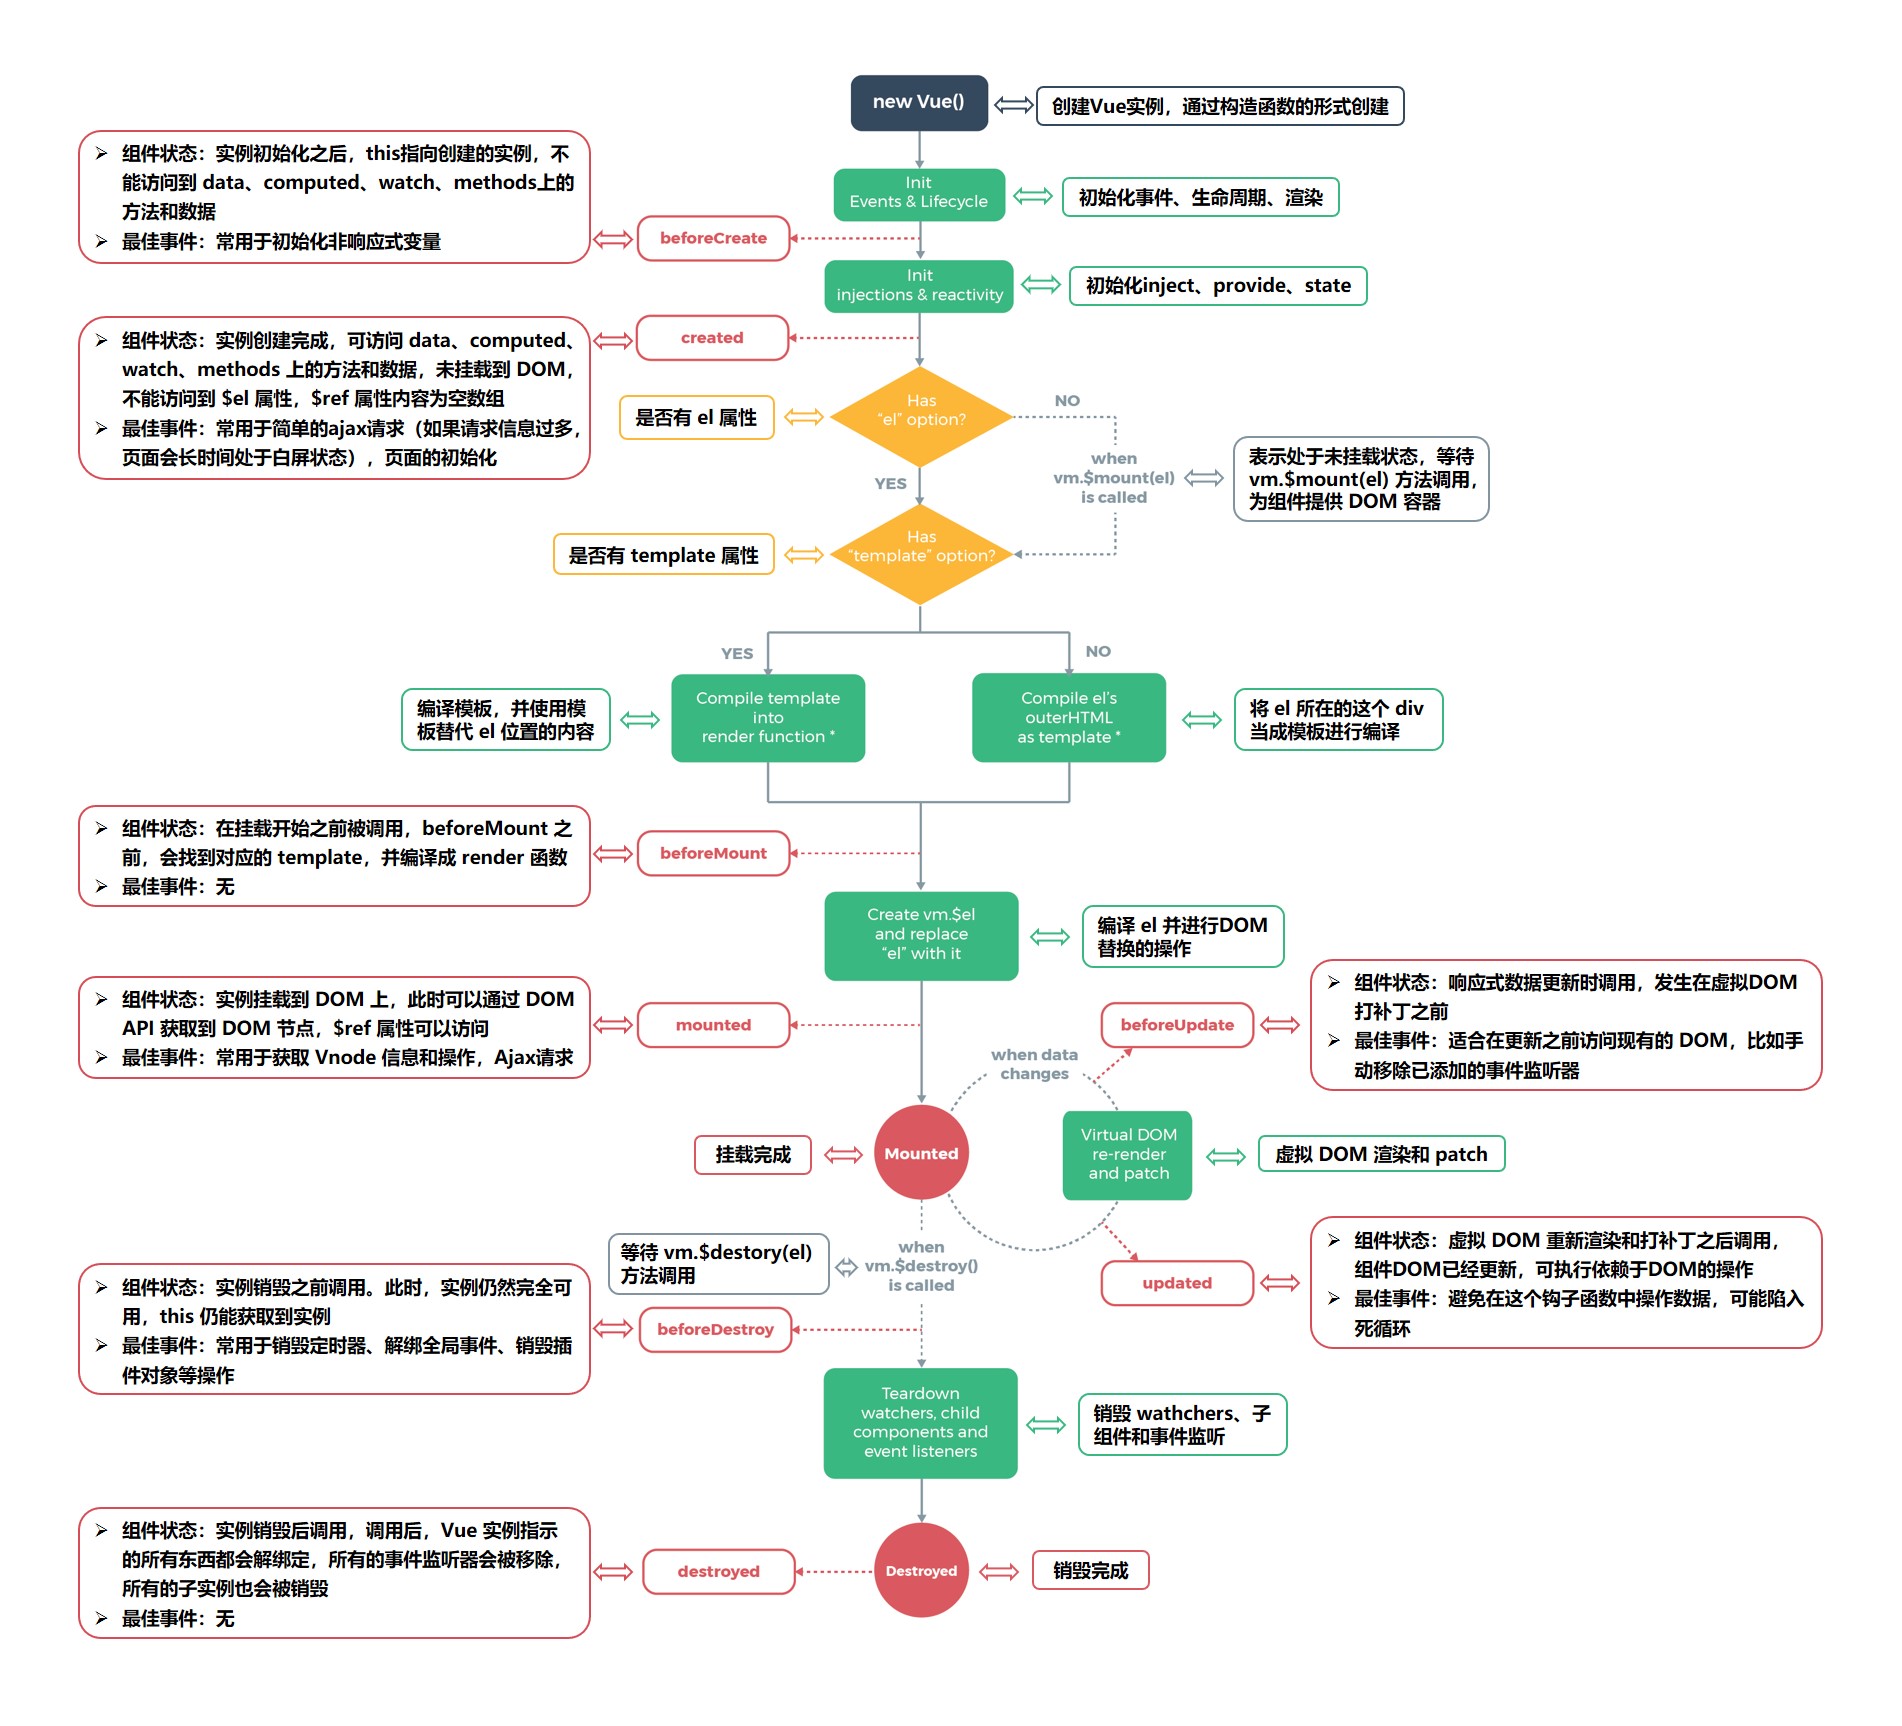 new Vue()
创建Vue实例，通过构造函数的形式创建
➢ 组件状态：实例初始化之后，this指向创建的实例，不
能访问到 data、computed、watch、methods上的
方法和数据
➢ 最佳事件：常用于初始化非响应式变量
Init
Events & Lifecycle
初始化事件、生命周期、渲染
beforeCreate
Init
injections & reactivity
初始化inject、provide、state
➢ 组件状态：实例创建完成，可访问 data、computed、
watch、methods 上的方法和数据，未挂载到 DOM，
不能访问到 $el 属性，$ref 属性内容为空数组
➢ 最佳事件：常用于简单的ajax请求（如果请求信息过多，
页面会长时间处于白屏状态），页面的初始化
created
是否有 el 属性
Has
“el” option?
NO
when
vm.$mount(el)
is called
表示处于未挂载状态，等待
vm.$mount(el) 方法调用，
为组件提供 DOM 容器
YES
是否有 template 属性
Has
“template” option?
YES
NO
编译模板，并使用模
板替代 el 位置的内容
Compile template
into
render function *
Compile el’s
outerHTML
as template *
将 el 所在的这个 div
当成模板进行编译
➢ 组件状态：在挂载开始之前被调用，beforeMount 之
前，会找到对应的 template，并编译成 render 函数
➢ 最佳事件：无
beforeMount
Create vm.$el
and replace
“el” with it
编译 el 并进行DOM
替换的操作
➢ 组件状态：实例挂载到 DOM 上，此时可以通过 DOM
API 获取到 DOM 节点，$ref 属性可以访问
➢ 最佳事件：常用于获取 Vnode 信息和操作，Ajax请求
mounted
beforeUpdate
➢ 组件状态：响应式数据更新时调用，发生在虚拟DOM
打补丁之前
➢ 最佳事件：适合在更新之前访问现有的 DOM，比如手
动移除已添加的事件监听器
when data
changes
挂载完成
Mounted
Virtual DOM
re-render
and patch
虚拟 DOM 渲染和 patch
等待 vm.$destory(el)
方法调用
when
vm.$destroy()
is called
updated
➢ 组件状态：虚拟 DOM 重新渲染和打补丁之后调用，
组件DOM已经更新，可执行依赖于DOM的操作
➢ 最佳事件：避免在这个钩子函数中操作数据，可能陷入
死循环
➢ 组件状态：实例销毁之前调用。此时，实例仍然完全可
用，this 仍能获取到实例
➢ 最佳事件：常用于销毁定时器、解绑全局事件、销毁插
件对象等操作
beforeDestroy
Teardown
watchers, child
components and
event listeners
销毁 wathchers、子
组件和事件监听
➢ 组件状态：实例销毁后调用，调用后，Vue 实例指示
的所有东西都会解绑定，所有的事件监听器会被移除，
所有的子实例也会被销毁
➢ 最佳事件：无
destroyed
Destroyed
销毁完成